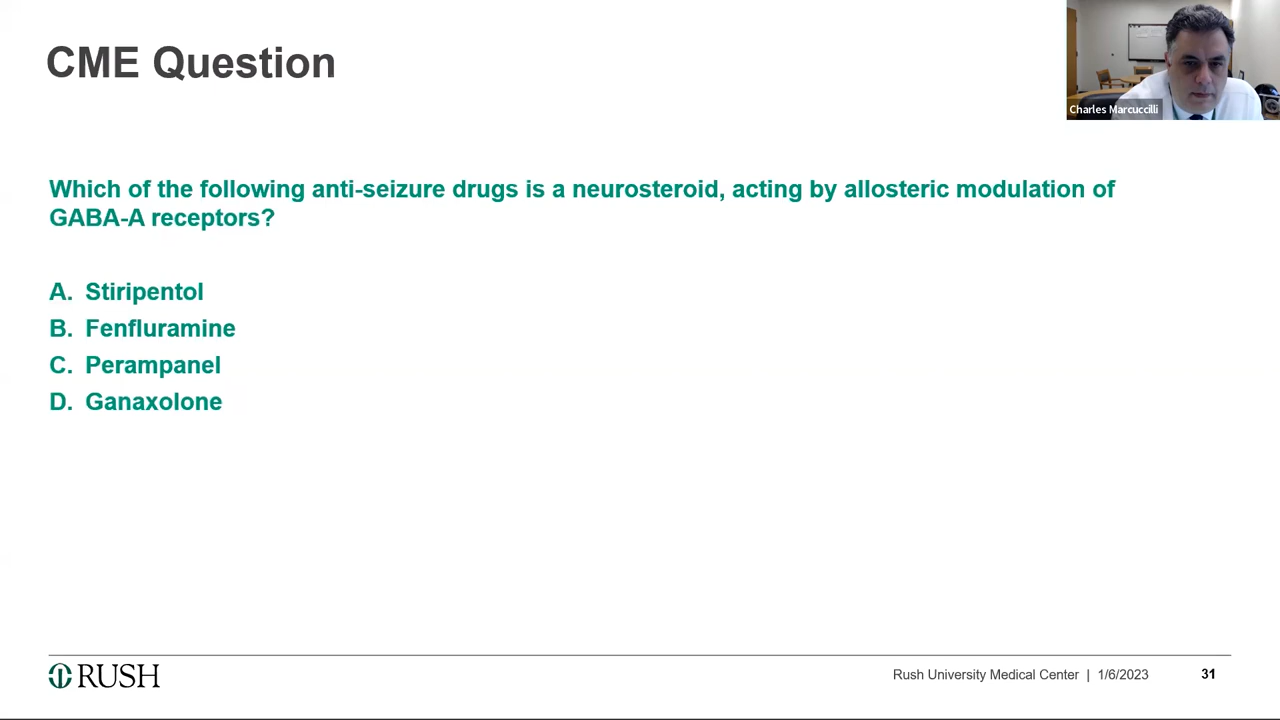 CME Question
Charles Marcuccilli
Which of the following anti-seizure drugs is a neurosteroid, acting by allosteric modulation of
GABA-A receptors?
A. Stiripentol
B. Fenfluramine
C. Perampanel
D. Ganaxolone
RUSH
Rush University Medical Center | 1/6/2023 31